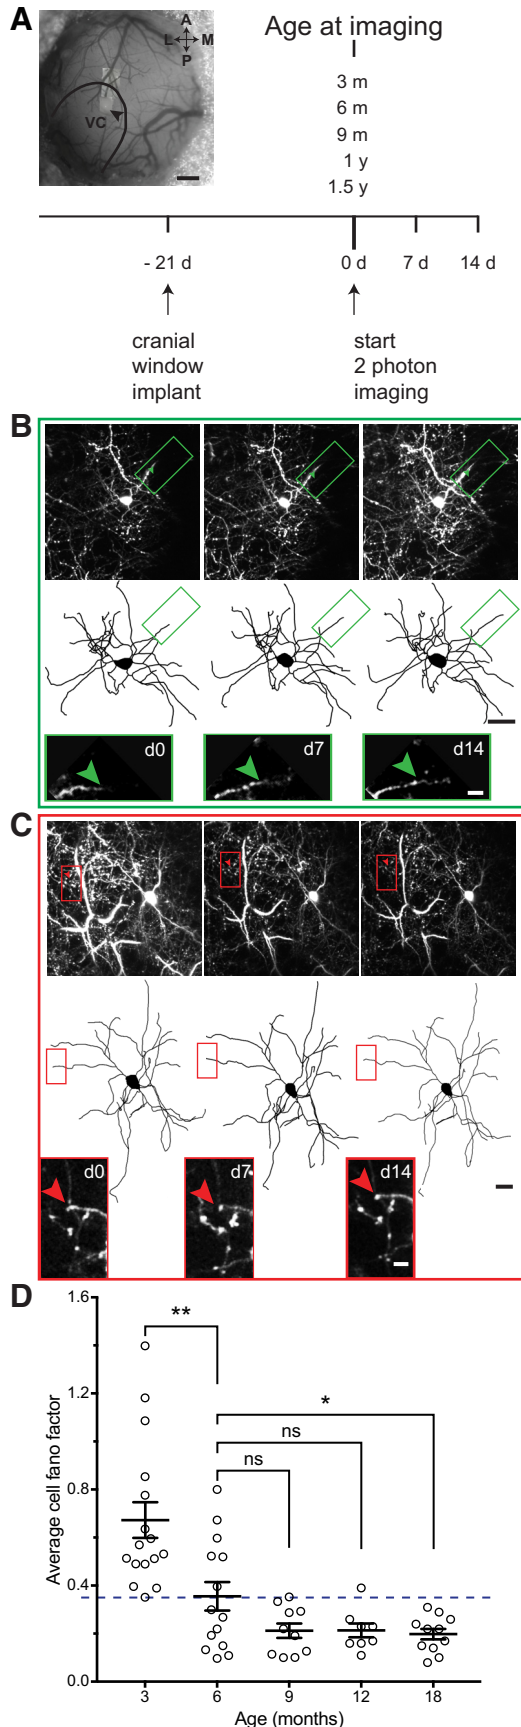 A
A
L
M
P
VC
Age at imaging
3 m
6 m
9 m
1 y
1.5 y
- 21 d
0 d
7 d
14 d
cranial
window
implant
start
2 photon
imaging
B
d0
d7
d14
C
d0
d7
d14
D
1.6
1.2
0.8
0.4
0.0
Average cell fano factor
**
*
ns
ns
3
6
9
12
18
Age (months)